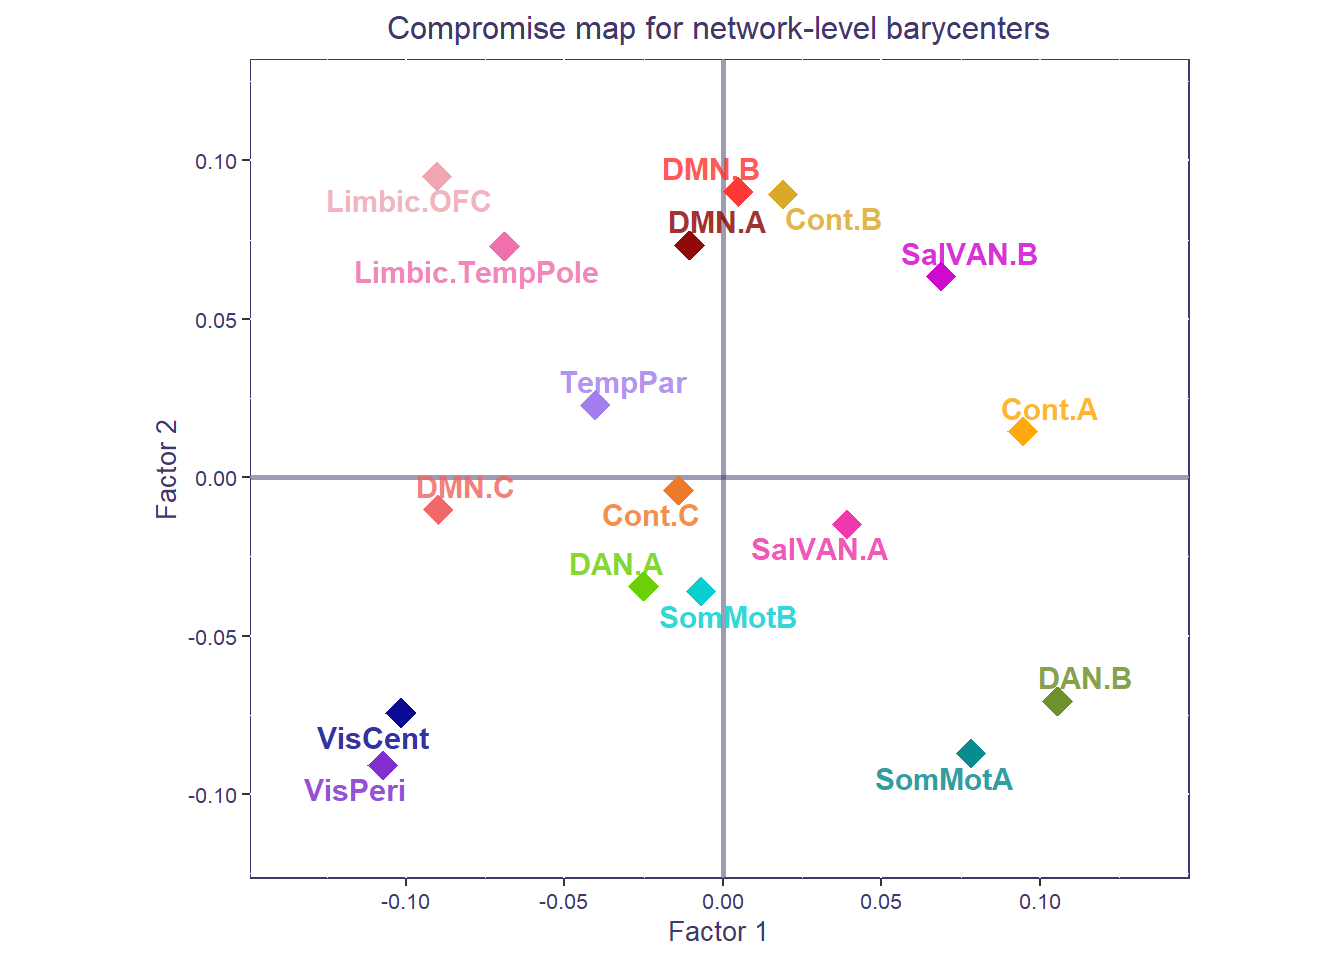 Compromise map for network-level barycenters
0.10
0.05
0.00
-0.05
-0.10
Factor 2
DMN.B
Limbic.OFC
DMN.A
Cont.B
SalVAN.B
Limbic.TempPole
TempPar
Cont.A
DMN.C
Cont.C
SalVAN.A
DAN.A
SomMotB
DAN.B
VisCent
SomMotA
VisPeri
-0.10
-0.05
0.00
0.05
0.10
Factor 1